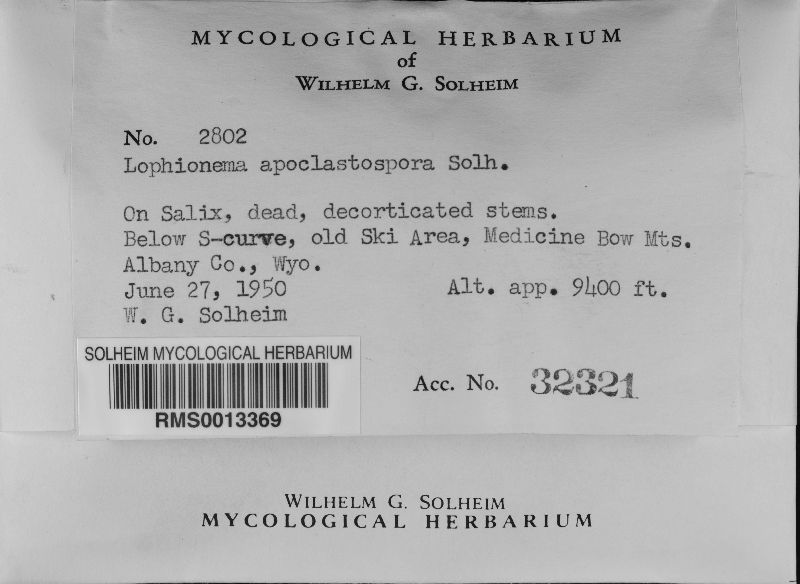 MYCOLOGICAL HERBARIUM
of
WILHELM G. SOLHEIM
No. 2802
Lophionema apoclastospora Solh.
On Salix, dead, decorticated stems.
Below S-curve, old Ski Area, Medicine Bow Mts.
Albany Co., Wyo.
June 27, 1950 Alt. app. 9400 ft.
W. G. Solheim
SOLHEIM MYCOLOGICAL HERBARIUM
RMS0013369
Acc. No. 32321
WILHELM G. SOLHEIM
MYCOLOGICAL HERBARIUM